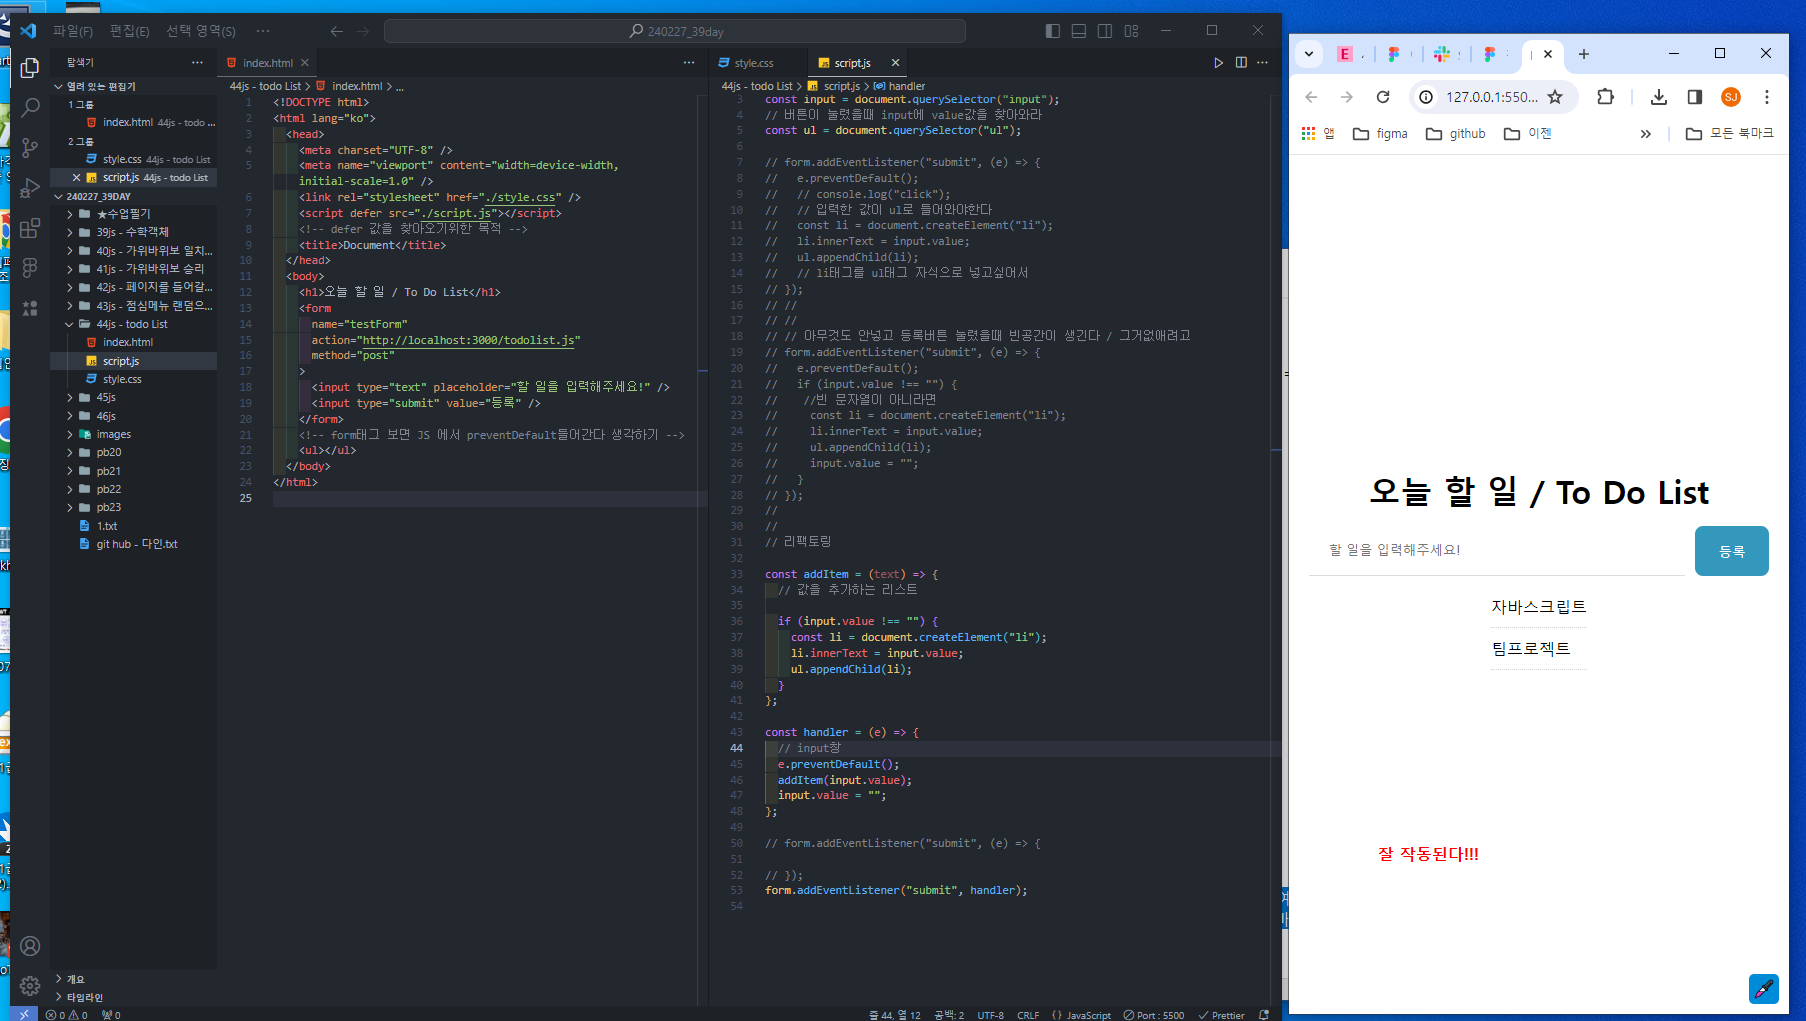 파일(F) 편집(E) 선택 영역(S) ···
240227_39day
탐색기
열려 있는 편집기
1 그룹
index.html 44js - todo ...
2 그룹
style.css 44js - todo List
script.js 44js - todo List
240227_39DAY
★수업필기
39js - 수학객체
40js - 가위바위보 일치...
41js - 가위바위보 승리
42js - 페이지를 들어갈...
43js - 점심메뉴 랜덤으...
44js - todo List
index.html
script.js
style.css
45js
46js
images
pb20
pb21
pb22
pb23
1.txt
git hub - 다인.txt
개요
타임라인
index.html
44js - todo List > index.html > ...
1 <!DOCTYPE html>
2 <html lang="ko">
3 <head>
4 <meta charset="UTF-8" />
5 <meta name="viewport" content="width=device-width,
initial-scale=1.0" />
6 <link rel="stylesheet" href="./style.css" />
7 <script defer src="./script.js"></script>
8 <!-- defer 값을 찾아오기위한 목적 -->
9 <title>Document</title>
10 </head>
11 <body>
12 <h1>오늘 할 일 / To Do List</h1>
13 <form
14 name="testForm"
15 action="http://localhost:3000/todolist.js"
16 method="post"
17 >
18 <input type="text" placeholder="할 일을 입력해주세요!" />
19 <input type="submit" value="등록" />
20 </form>
21 <!-- form태그 보면 JS 에서 preventDefault들어간다 생각하기 -->
22 <ul></ul>
23 </body>
24 </html>
25
style.css script.js
44js - todo List > script.js > handler
3 const input = document.querySelector("input");
4 // 버튼이 눌렸을때 input에 value값을 찾아와라
5 const ul = document.querySelector("ul");
6
7 // form.addEventListener("submit", (e) => {
8 //   e.preventDefault();
9 //   // console.log("click");
10 //   // 입력한 값이 ul로 들어와야한다
11 //   const li = document.createElement("li");
12 //   li.innerText = input.value;
13 //   ul.appendChild(li);
14 //   // li태그를 ul태그 자식으로 넣고싶어서
15 // });
16 // //
17 // //
18 // // 아무것도 안넣고 등록버튼 눌렀을때 빈공간이 생긴다 / 그거없애려고
19 // form.addEventListener("submit", (e) => {
20 //   e.preventDefault();
21 //   if (input.value !== "") {
22 //    //빈 문자열이 아니라면
23 //     const li = document.createElement("li");
24 //     li.innerText = input.value;
25 //     ul.appendChild(li);
26 //     input.value = "";
27 //   }
28 // });
29 //
30 //
31 // 리팩토링
32
33 const addItem = (text) => {
34 // 값을 추가하는 리스트
35
36 if (input.value !== "") {
37 const li = document.createElement("li");
38 li.innerText = input.value;
39 ul.appendChild(li);
40 }
41 };
42
43 const handler = (e) => {
44 // input창
45 e.preventDefault();
46 addItem(input.value);
47 input.value = "";
48 };
49
50 // form.addEventListener("submit", (e) => {
51
52 // });
53 form.addEventListener("submit", handler);
54
0 0 0
줄 44, 열 12 공백: 2 UTF-8 CRLF {} JavaScript Port : 5500 Prettier
127.0.0.1:550...
SJ
앱 figma github 이젠 » 모든 북마크
오늘 할 일 / To Do List
할 일을 입력해주세요! 등록
자바스크립트
팀프로젝트
잘 작동된다!!!